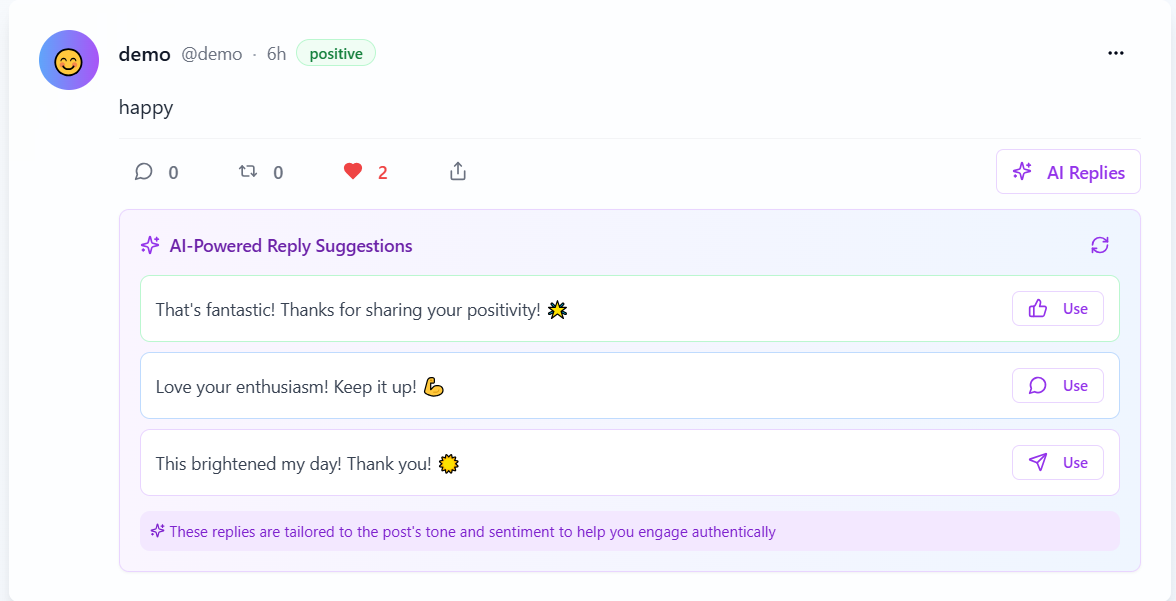 demo @demo · 6h positive
happy
0 0 2 AI Replies
AI-Powered Reply Suggestions
That's fantastic! Thanks for sharing your positivity! 🌟 Use
Love your enthusiasm! Keep it up! 💪 Use
This brightened my day! Thank you! ☀️ Use
These replies are tailored to the post's tone and sentiment to help you engage authentically